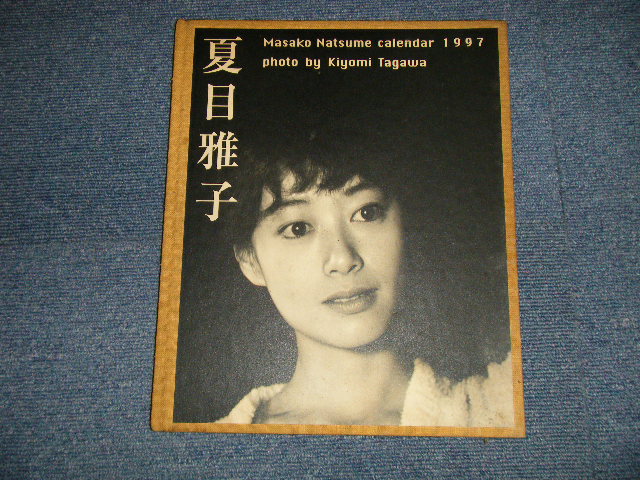 夏目雅子
Masako Natsume calendar 1997
photo by Kiyomi Tagawa